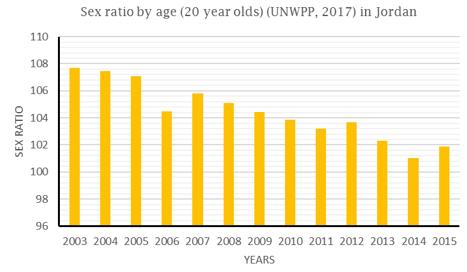 Sex ratio by age (20 year olds) (UNWPP, 2017) in Jordan
110
108
106
104
102
100
98
96
SEX RATIO
2003 2004 2005 2006 2007 2008 2009 2010 2011 2012 2013 2014 2015
YEARS